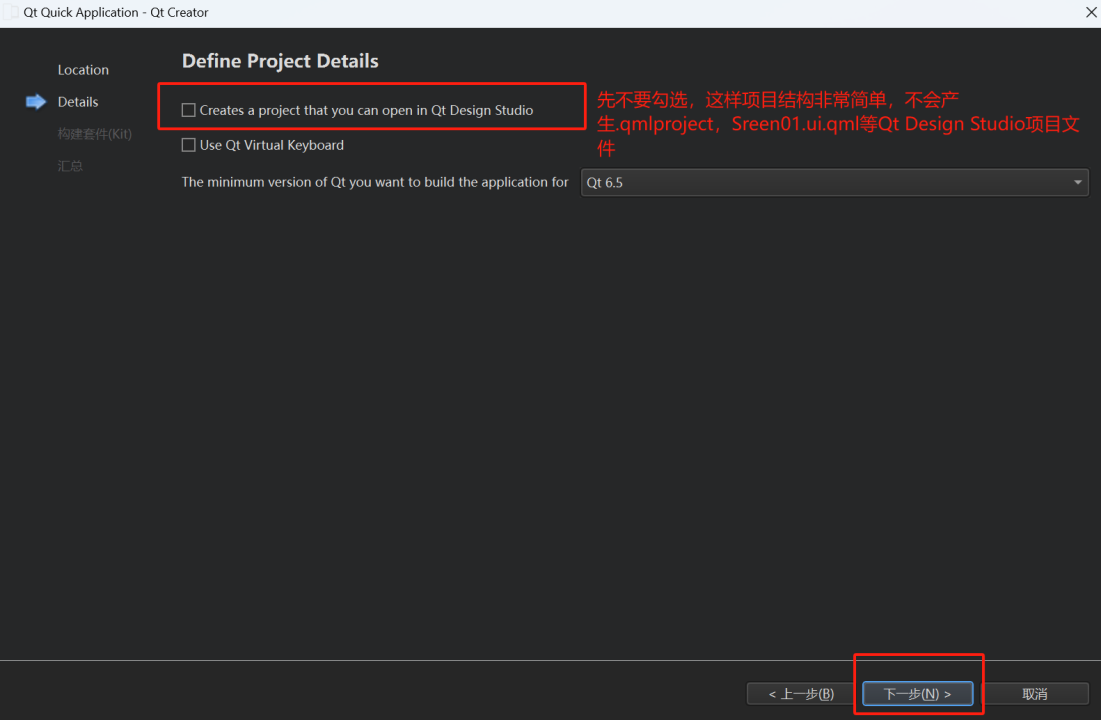 Qt Quick Application - Qt Creator
Location
Details
构建套件(Kit)
汇总
Define Project Details
Creates a project that you can open in Qt Design Studio
先不要勾选，这样项目结构非常简单，不会产
生.qmlproject，Sreen01.ui.qml等Qt Design Studio项目文
件
Use Qt Virtual Keyboard
The minimum version of Qt you want to build the application for
Qt 6.5
< 上一步(B)
下一步(N) >
取消